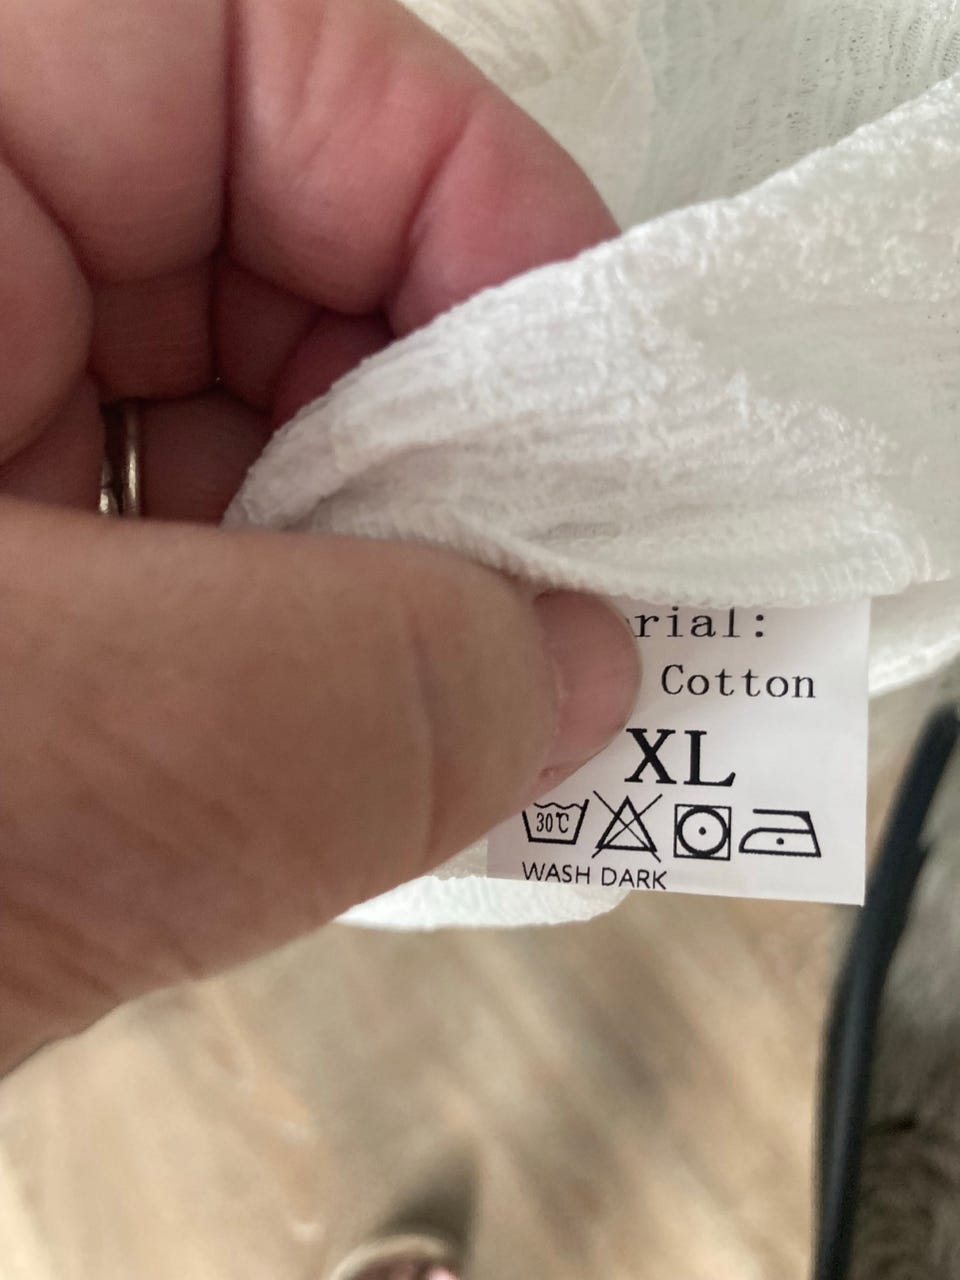 rial:
Cotton
XL
30℃
WASH DARK